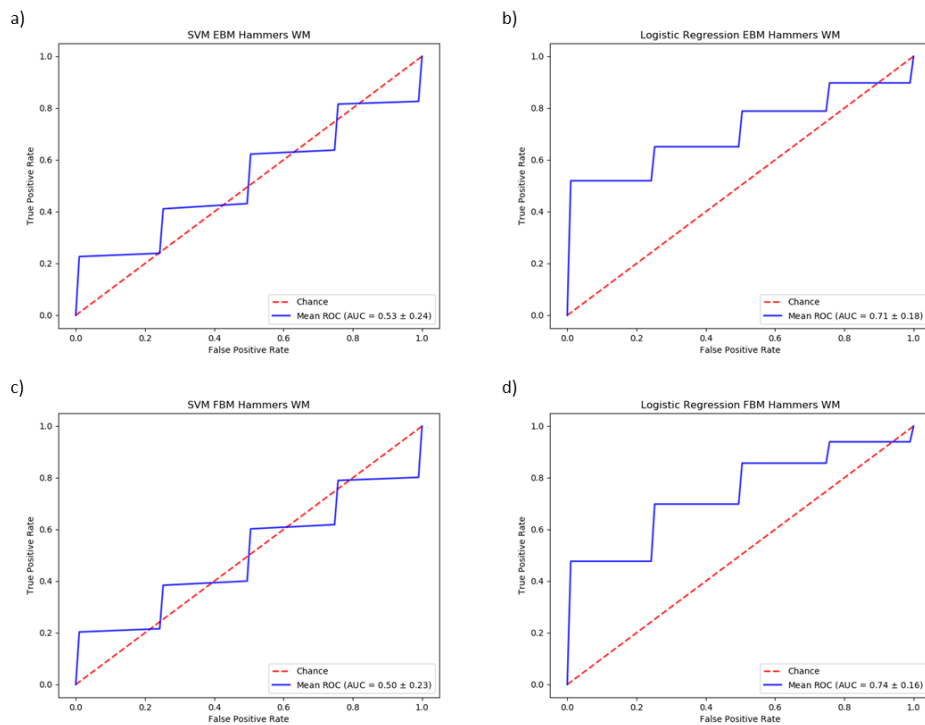 a)
SVM EBM Hammers WM
1.0
0.8
0.6
0.4
0.2
0.0
True Positive Rate
0.0 0.2 0.4 0.6 0.8 1.0
False Positive Rate
Chance
Mean ROC (AUC = 0.53 ± 0.24)
b)
Logistic Regression EBM Hammers WM
1.0
0.8
0.6
0.4
0.2
0.0
True Positive Rate
0.0 0.2 0.4 0.6 0.8 1.0
False Positive Rate
Chance
Mean ROC (AUC = 0.71 ± 0.18)
c)
SVM FBM Hammers WM
1.0
0.8
0.6
0.4
0.2
0.0
True Positive Rate
0.0 0.2 0.4 0.6 0.8 1.0
False Positive Rate
Chance
Mean ROC (AUC = 0.50 ± 0.23)
d)
Logistic Regression FBM Hammers WM
1.0
0.8
0.6
0.4
0.2
0.0
True Positive Rate
0.0 0.2 0.4 0.6 0.8 1.0
False Positive Rate
Chance
Mean ROC (AUC = 0.74 ± 0.16)